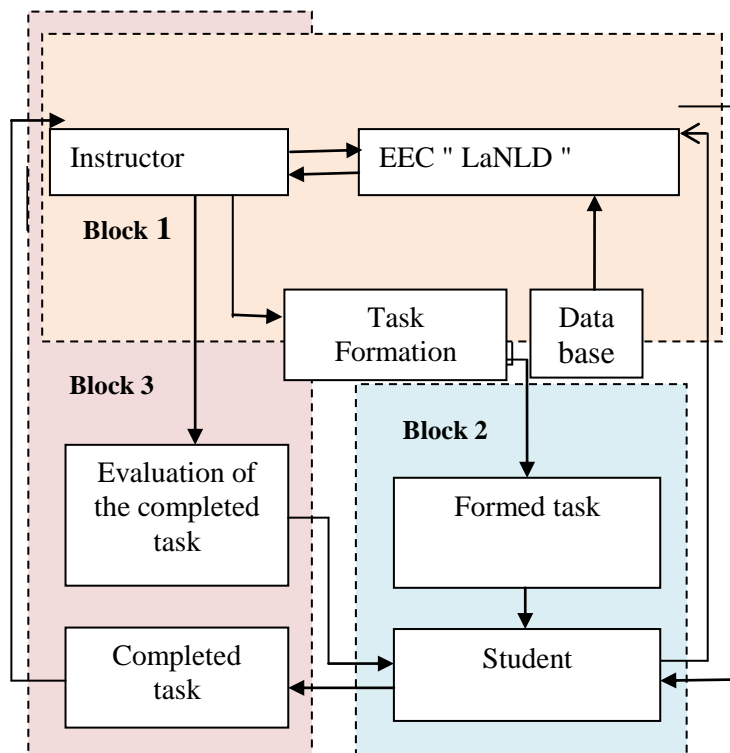 Instructor
EEC " LaNLD "
Block 1
Task
Formation
Data
base
Block 3
Block 2
Evaluation of
the completed
task
Formed task
Completed
task
Student